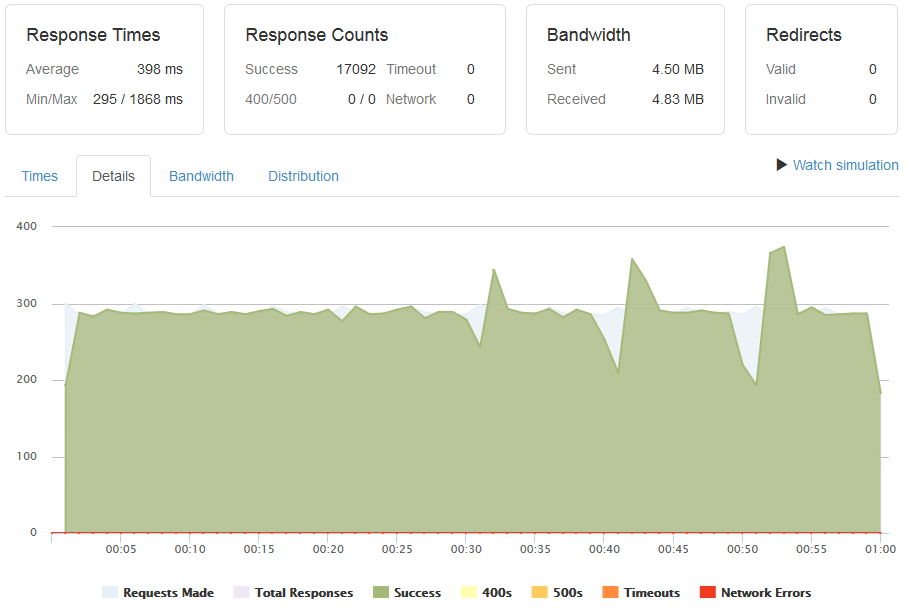 Response Times
Average 398 ms
Min/Max 295 / 1868 ms
Response Counts
Success 17092 Timeout 0
400/500 0 / 0 Network 0
Bandwidth
Sent 4.50 MB
Received 4.83 MB
Redirects
Valid 0
Invalid 0
Times Details Bandwidth Distribution
Watch simulation
400
300
200
100
0
00:05 00:10 00:15 00:20 00:25 00:30 00:35 00:40 00:45 00:50 00:55 01:00
Requests Made Total Responses Success 400s 500s Timeouts Network Errors